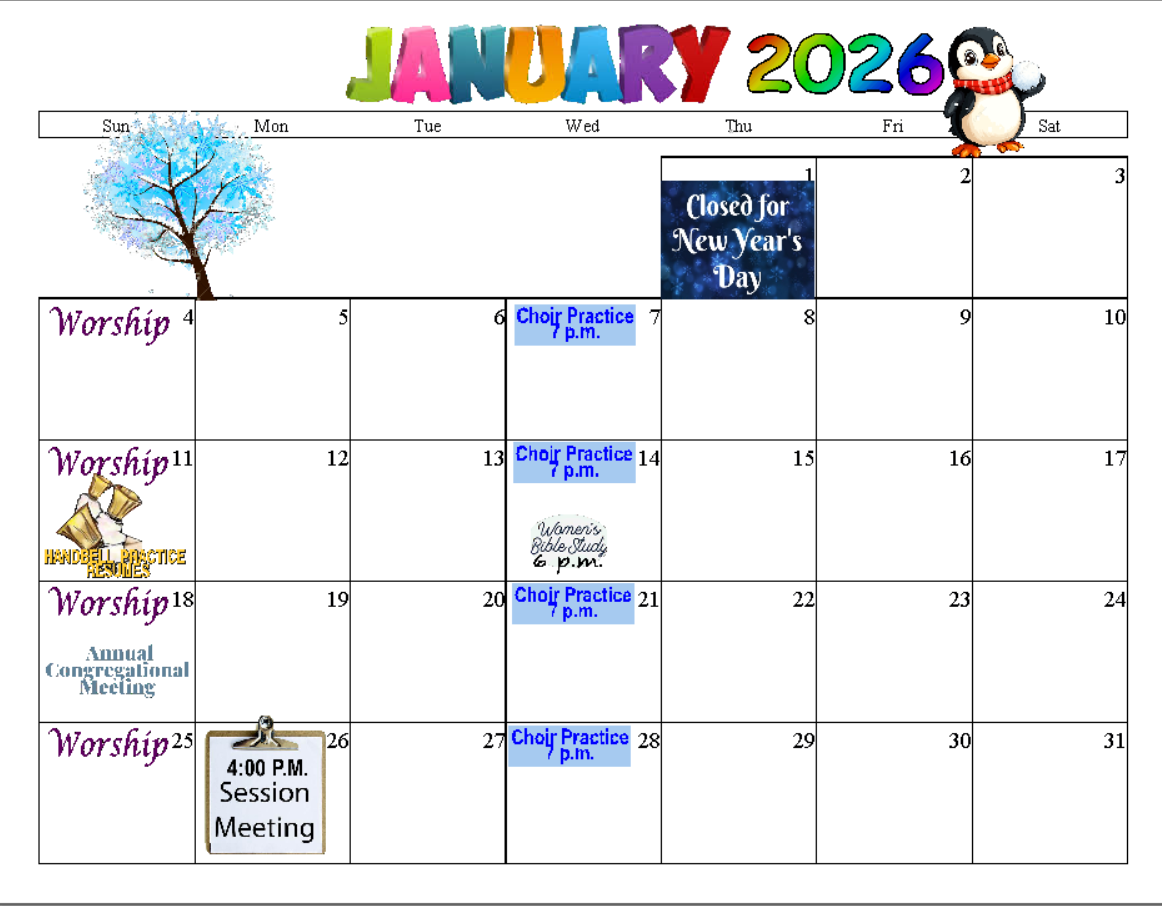 JANUARY 2026
Sun Mon Tue Wed Thu Fri Sat
1 2 3
Closed for
New Year's
Day
4 5 6 7 8 9 10
Worship
Choir Practice
7 p.m.
11 12 13 14 15 16 17
Worship
HANDBELL PRACTICE
RESUMES
Choir Practice
7 p.m.
Women's
Bible Study
6 p.m.
18 19 20 21 22 23 24
Worship
Annual
Congregational
Meeting
Choir Practice
7 p.m.
25 26 27 28 29 30 31
Worship
4:00 P.M.
Session
Meeting
Choir Practice
7 p.m.